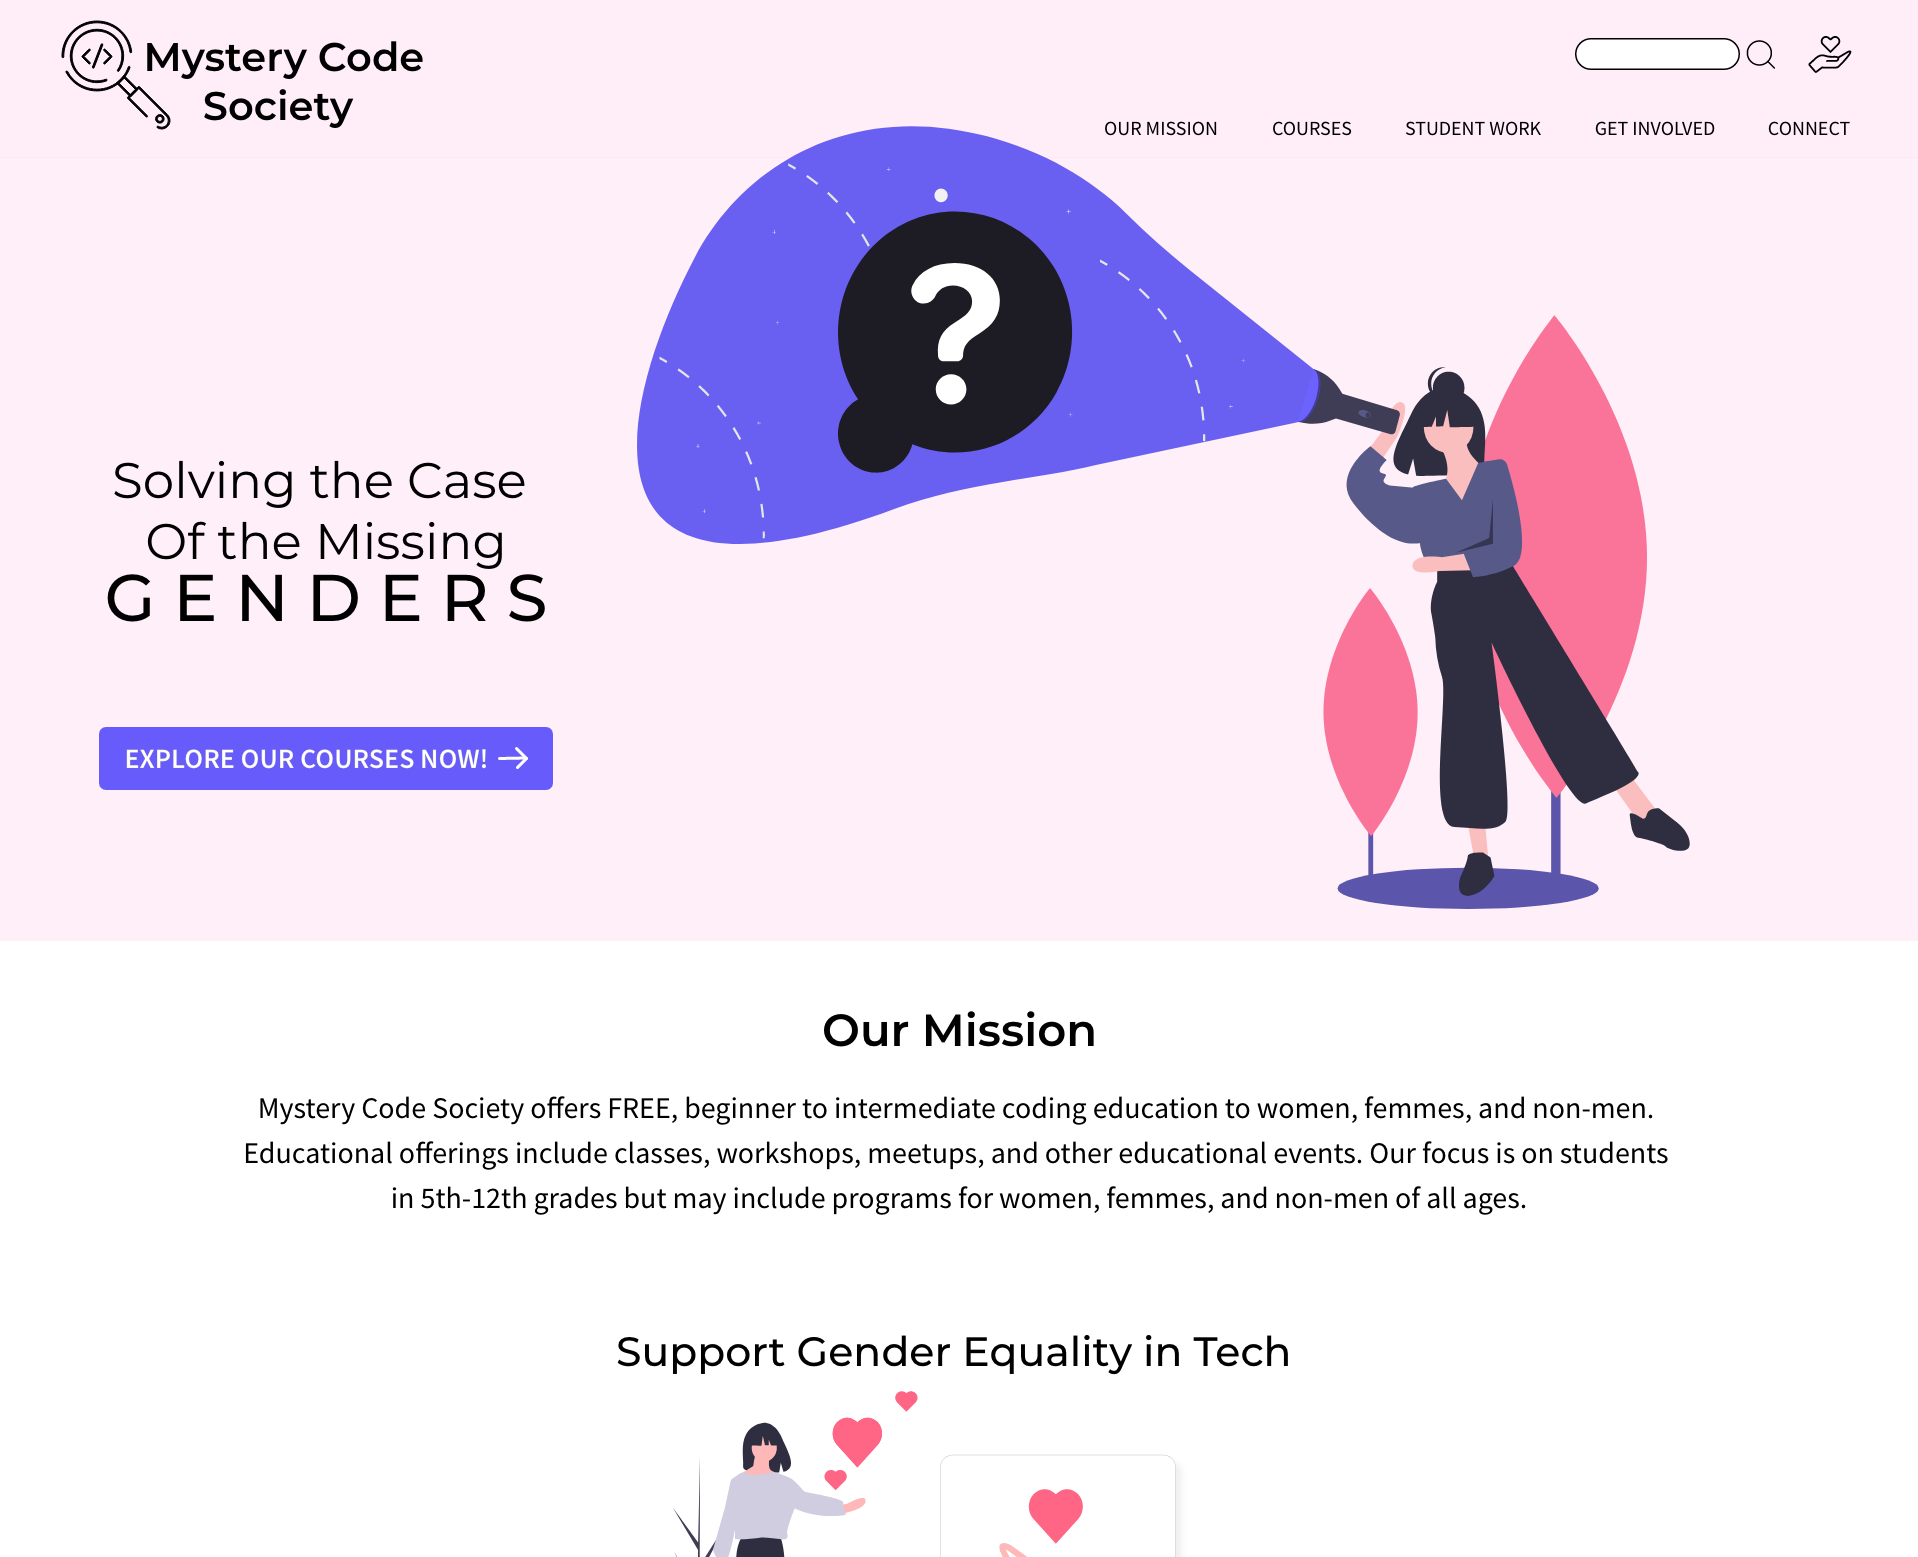 Mystery Code
Society
OUR MISSION
COURSES
STUDENT WORK
GET INVOLVED
CONNECT
?
Solving the Case
Of the Missing
GENDERS
EXPLORE OUR COURSES NOW!
Our Mission
Mystery Code Society offers FREE, beginner to intermediate coding education to women, femmes, and non-men.
Educational offerings include classes, workshops, meetups, and other educational events. Our focus is on students
in 5th-12th grades but may include programs for women, femmes, and non-men of all ages.
Support Gender Equality in Tech